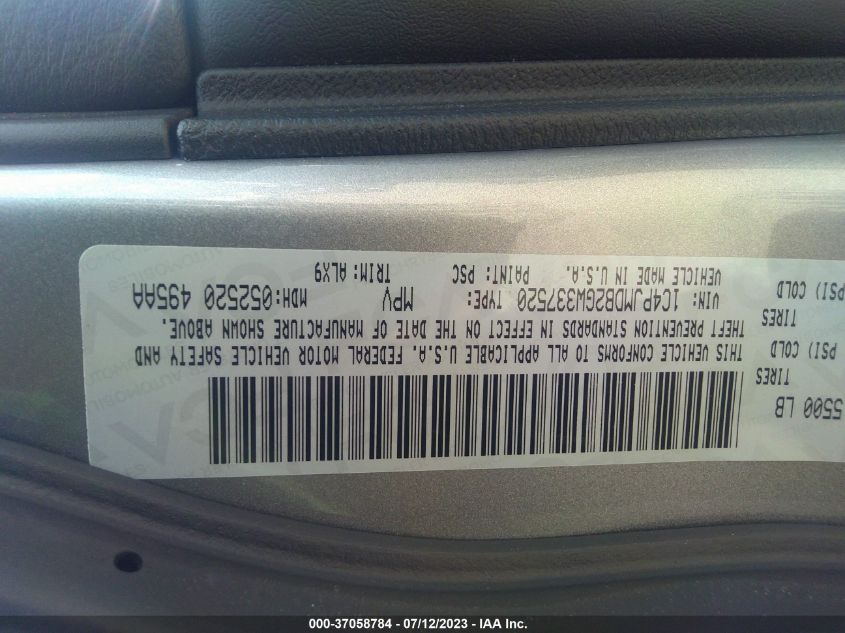 5500 LB
TIRES
PSI) COLD
TIRES
PSI) COLD
THIS VEHICLE CONFORMS TO ALL APPLICABLE U.S.A. FEDERAL MOTOR VEHICLE SAFETY AND
THEFT PREVENTION STANDARDS IN EFFECT ON THE DATE OF MANUFACTURE SHOWN ABOVE.
VIN: 1C4PJMDB2GW337520 TYPE: MPV MDH: 052520 495AA
VEHICLE MADE IN U.S.A. PAINT: PSC TRIM: ALX9
000-37058784 - 07/12/2023 - IAA Inc.